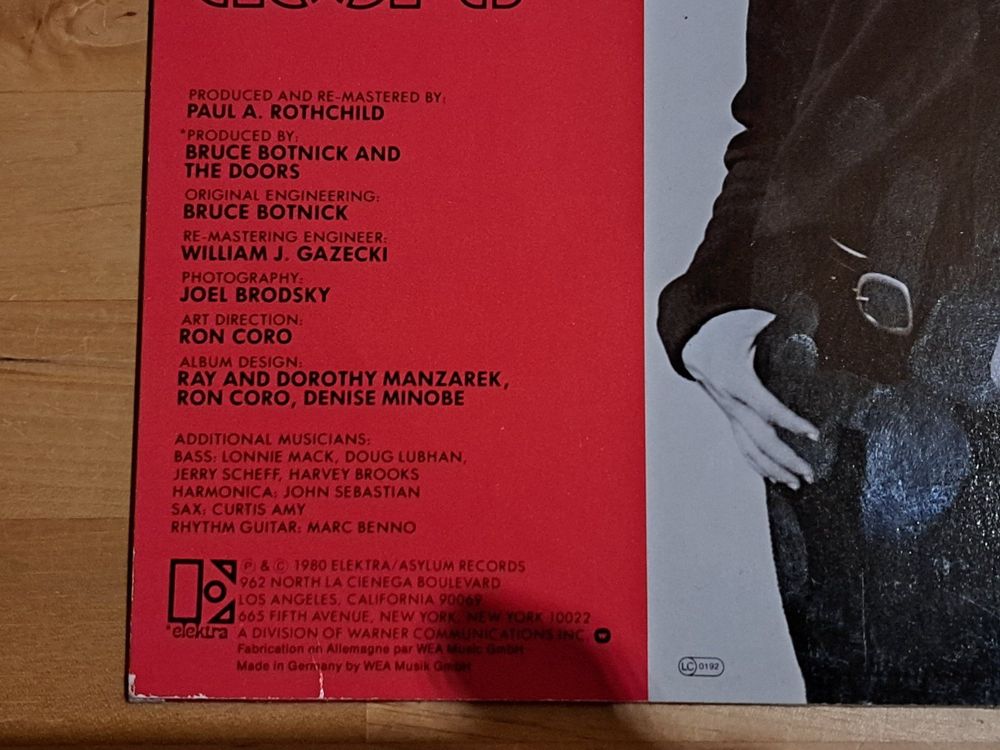 PRODUCED AND RE-MASTERED BY:
PAUL A. ROTHCHILD
*PRODUCED BY:
BRUCE BOTNICK AND
THE DOORS
ORIGINAL ENGINEERING:
BRUCE BOTNICK
RE-MASTERING ENGINEER:
WILLIAM J. GAZECKI
PHOTOGRAPHY:
JOEL BRODSKY
ART DIRECTION:
RON CORO
ALBUM DESIGN:
RAY AND DOROTHY MANZAREK,
RON CORO, DENISE MINOBE
ADDITIONAL MUSICIANS:
BASS: LONNIE MACK, DOUG LUBHAN,
JERRY SCHEFF, HARVEY BROOKS
HARMONICA: JOHN SEBASTIAN
SAX: CURTIS AMY
RHYTHM GUITAR: MARC BENNO
℗ & © 1980 ELEKTRA/ASYLUM RECORDS
962 NORTH LA CIENEGA BOULEVARD
LOS ANGELES, CALIFORNIA 90069
665 FIFTH AVENUE, NEW YORK, NEW YORK 10022
elektra A DIVISION OF WARNER COMMUNICATIONS INC.
Fabrication on Allemagne par WEA Music GmbH
Made in Germany by WEA Musik GmbH
LC 0192